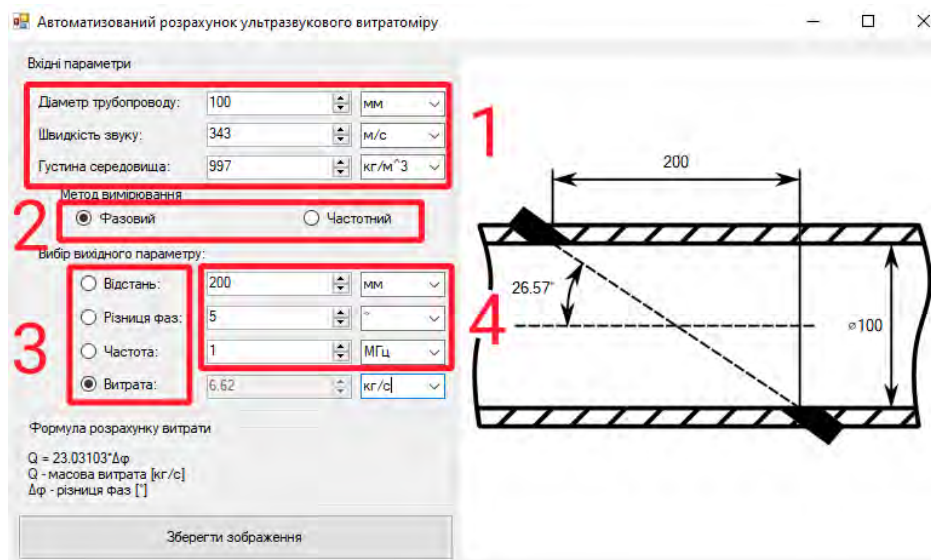 Автоматизований розрахунок ультразвукового витратоміру
Вхідні параметри
Діаметр трубопроводу: 100 мм
Швидкість звуку: 343 м/с
Густина середовища: 997 кг/м^3
1
Метод вимірювання
2
Фазовий Частотний
Вибір вихідного параметру:
Відстань: 200 мм
Різниця фаз: 5 °
3
Частота: 1 МГц
4
Витрата: 6.62 кг/с
Формула розрахунку витрати
Q = 23.03103*Δφ
Q - масова витрата [кг/с]
Δφ - різниця фаз [°]
Зберегти зображення
200
26.57°
⌀100